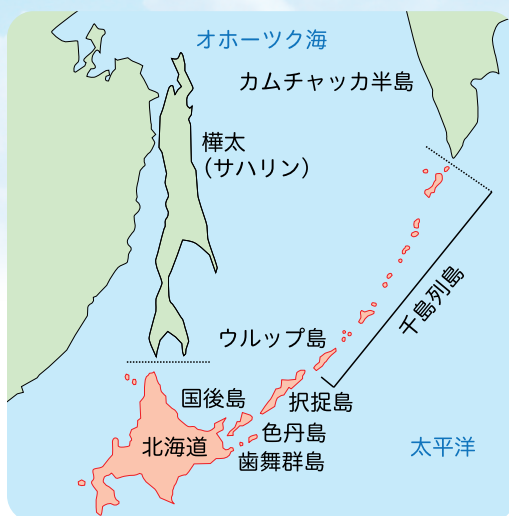 オホーツク海
カムチャッカ半島
樺太
(サハリン)
千島列島
ウルップ島
択捉島
国後島
色丹島
北海道
歯舞群島
太平洋